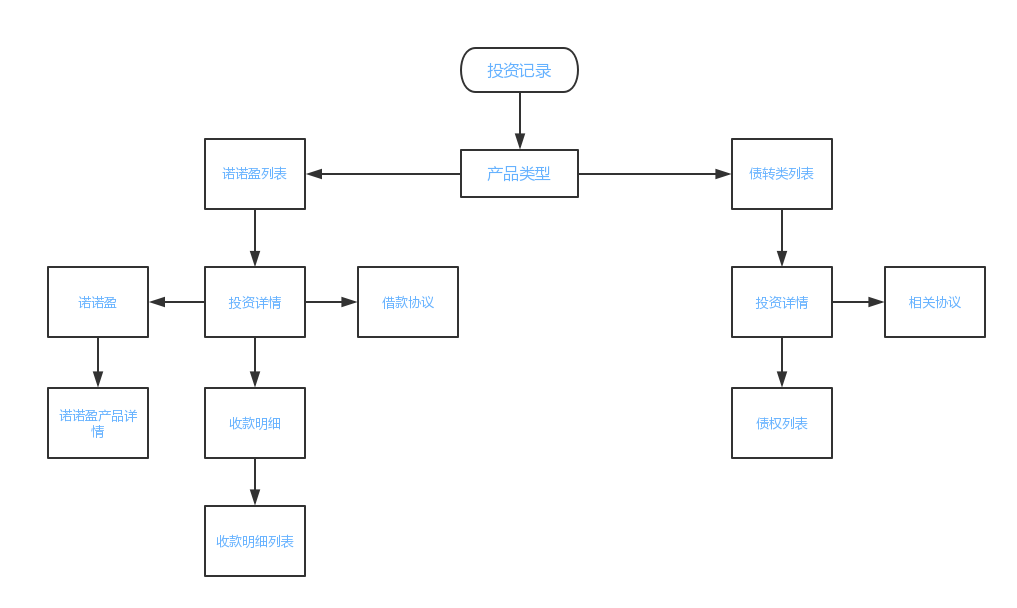 投资记录
诺诺盈列表
产品类型
债转类列表
诺诺盈
投资详情
借款协议
投资详情
相关协议
诺诺盈产品详
情
收款明细
债权列表
收款明细列表